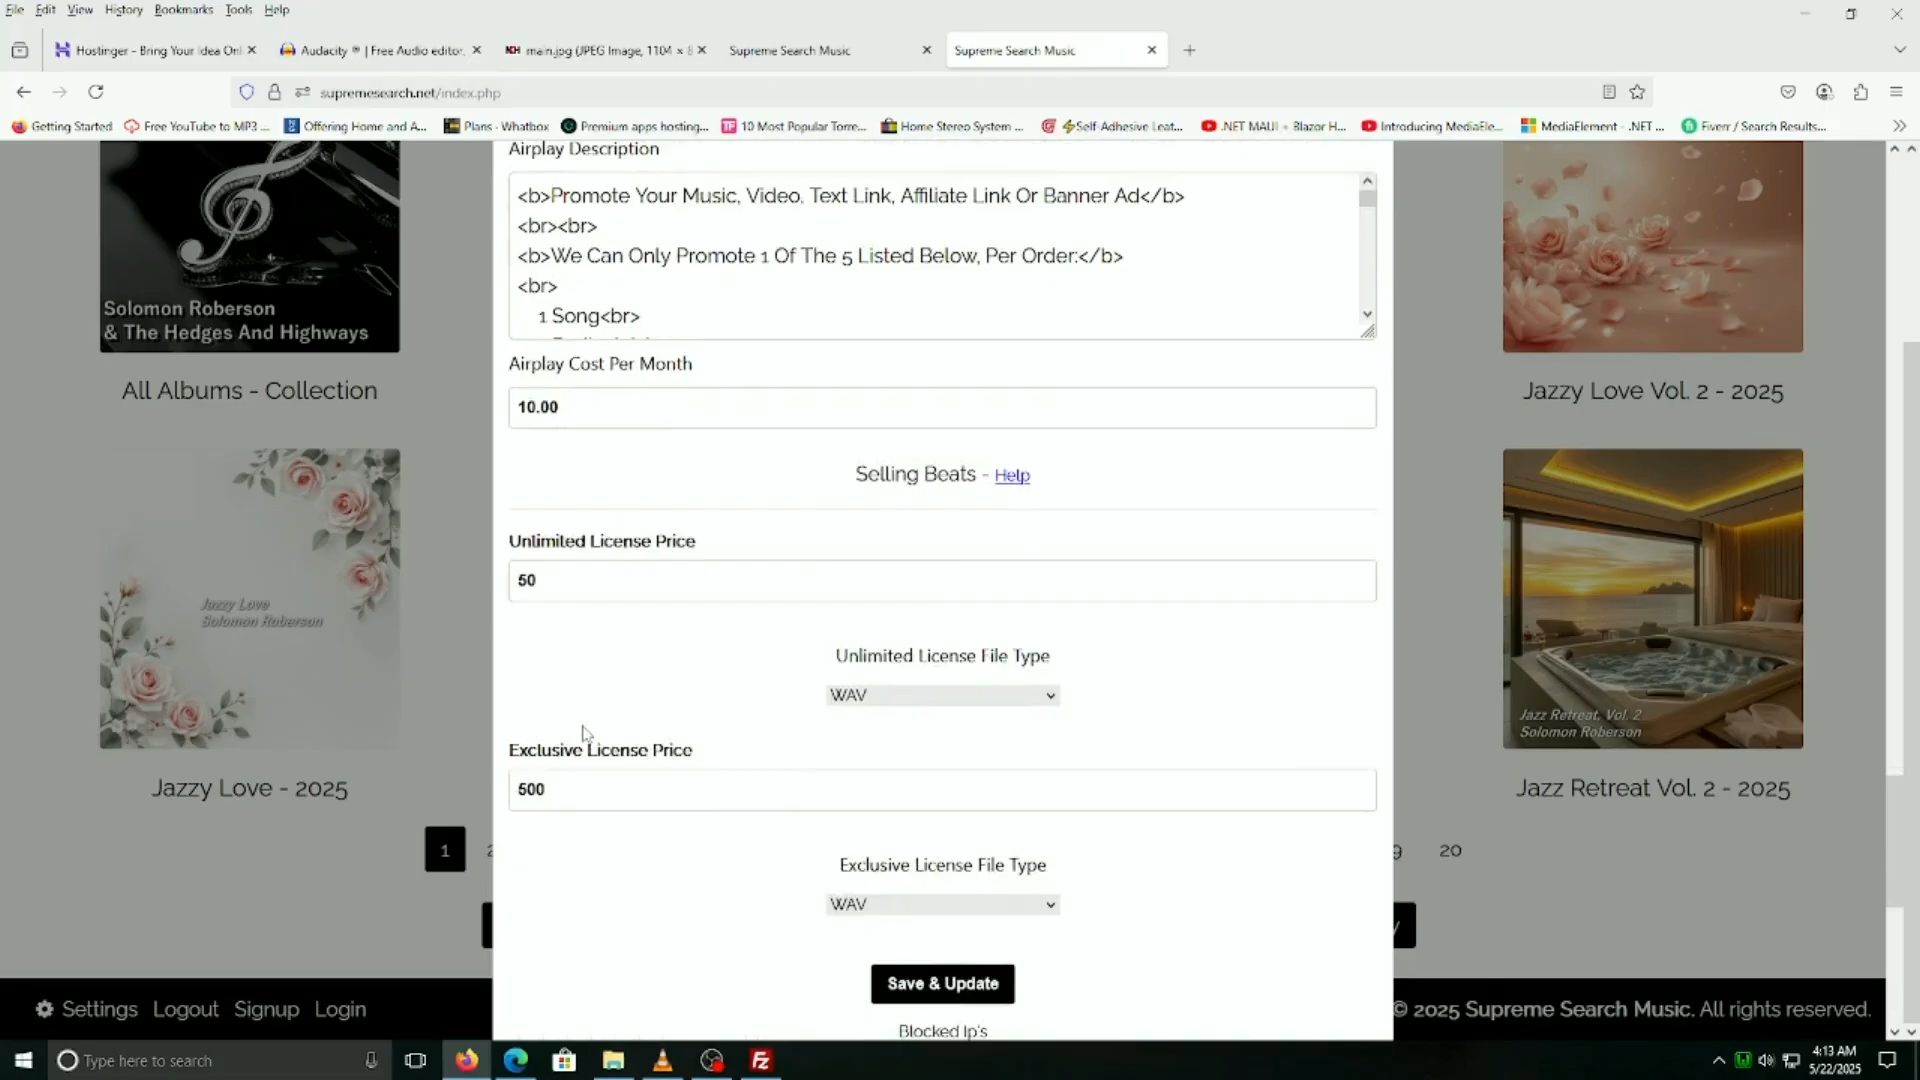 File Edit View History Bookmarks Tools Help
Hostinger - Bring Your Idea Onl
Audacity ® | Free Audio editor,
main.jpg (JPEG Image, 1104 × 8
Supreme Search Music
Supreme Search Music
supremesearch.net/index.php
Getting Started
Free YouTube to MP3 ...
Offering Home and A...
Plans - Whatbox
Premium apps hosting...
10 Most Popular Torre...
Home Stereo System ...
⚡Self-Adhesive Leat...
.NET MAUI + Blazor H...
Introducing MediaEle...
MediaElement - .NET ...
Fiverr / Search Results...
Airplay Description
<b>Promote Your Music, Video, Text Link, Affiliate Link Or Banner Ad</b>
<br><br>
<b>We Can Only Promote 1 Of The 5 Listed Below, Per Order:</b>
<br>
1 Song<br>
Solomon Roberson
& The Hedges And Highways
All Albums - Collection
Jazzy Love Vol. 2 - 2025
Airplay Cost Per Month
10.00
Selling Beats - Help
Unlimited License Price
50
Unlimited License File Type
WAV
Exclusive License Price
500
Exclusive License File Type
WAV
Save & Update
Blocked Ip's
Jazzy Love
Solomon Roberson
Jazzy Love - 2025
Jazz Retreat, Vol. 2
Solomon Roberson
Jazz Retreat Vol. 2 - 2025
1
20
Settings Logout Signup Login
© 2025 Supreme Search Music. All rights reserved.
Type here to search
4:13 AM
5/22/2025